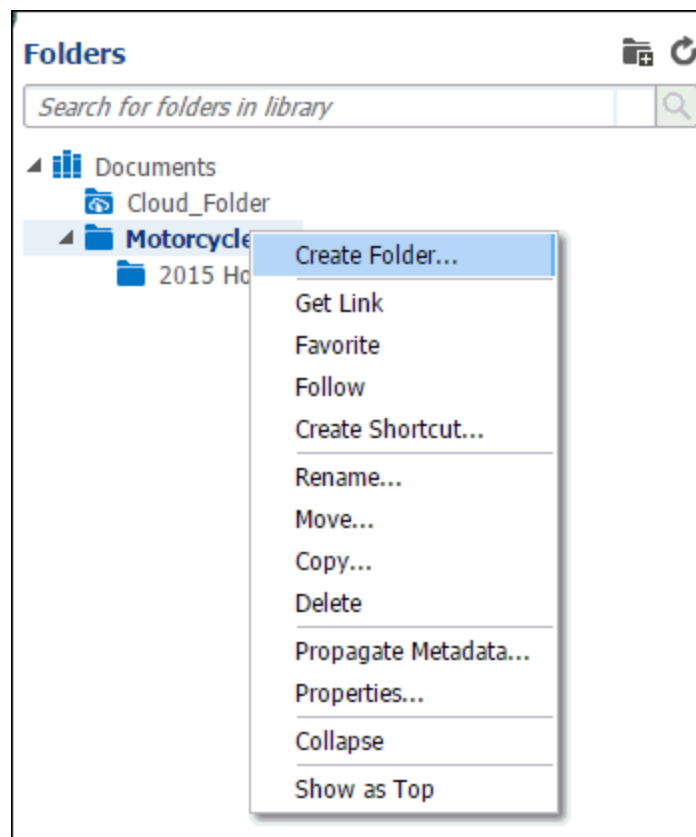 Folders
Search for folders in library
Documents
Cloud_Folder
Motorcycle
2015
Create Folder...
Get Link
Favorite
Follow
Create Shortcut...
Rename...
Move...
Copy...
Delete
Propagate Metadata...
Properties...
Collapse
Show as Top